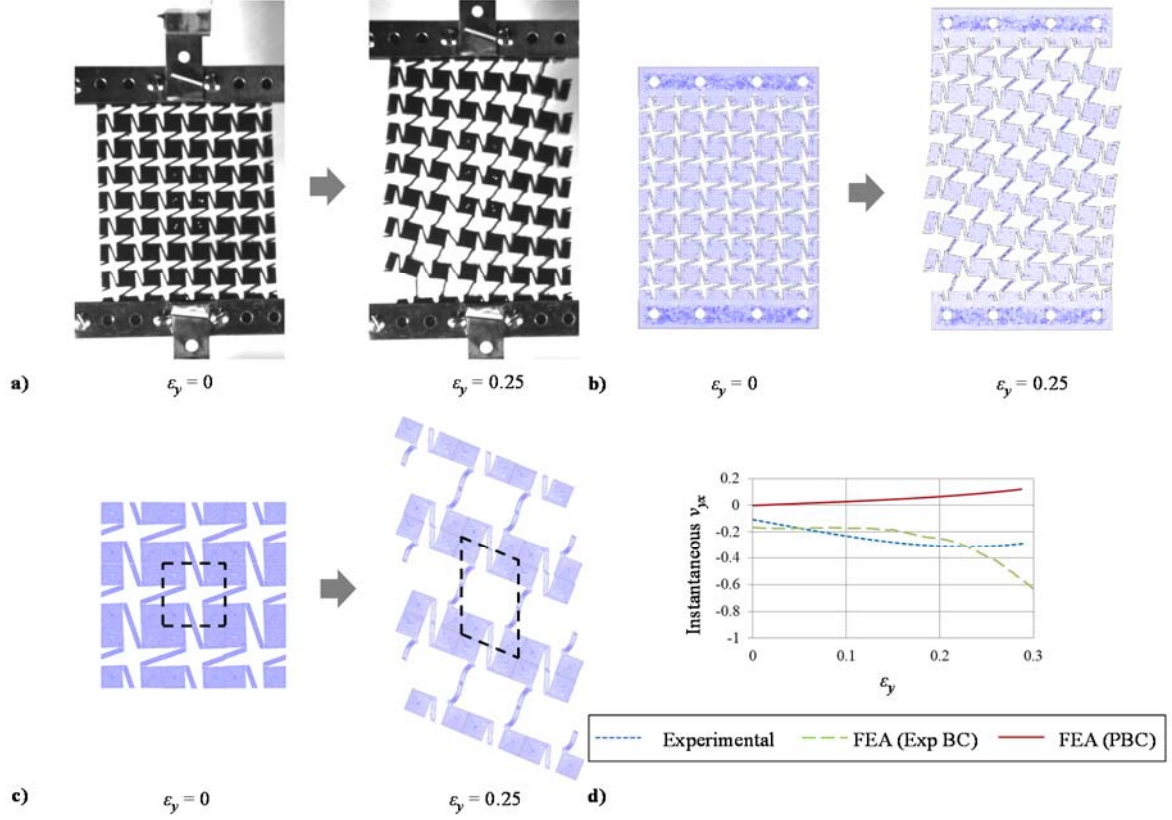 a)
εy = 0
εy = 0.25
b)
εy = 0
εy = 0.25
c)
εy = 0
εy = 0.25
Instantaneous νyx
0.2
0
-0.2
-0.4
-0.6
-0.8
-1
0
0.1
0.2
0.3
εy
Experimental
FEA (Exp BC)
FEA (PBC)
d)